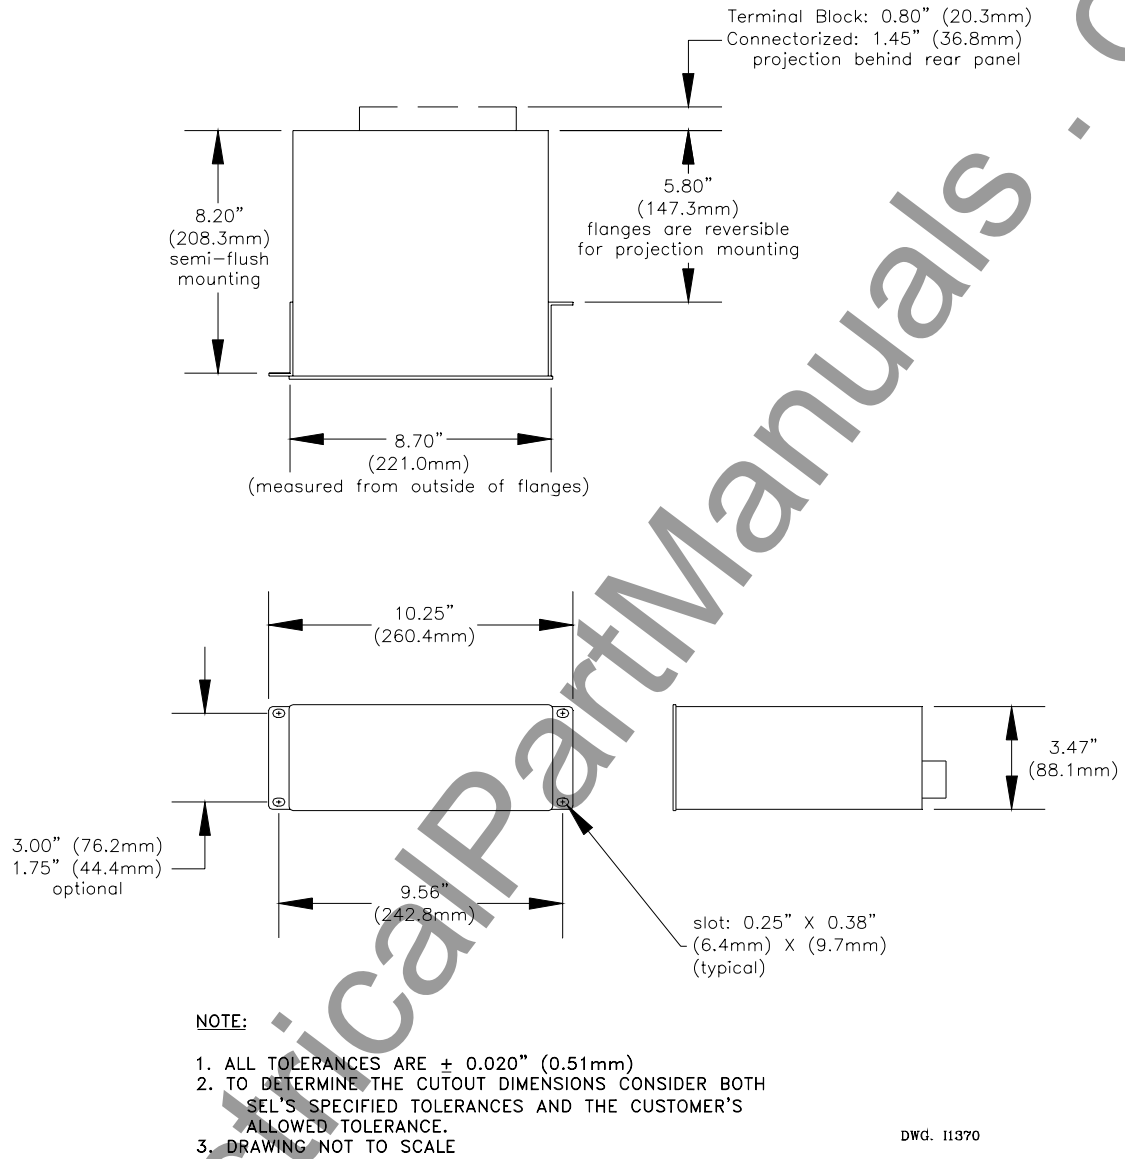 Terminal Block: 0.80" (20.3mm)
Connectorized: 1.45" (36.8mm)
projection behind rear panel
5.80"
(147.3mm)
flanges are reversible
for projection mounting
8.20"
(208.3mm)
semi-flush
mounting
8.70"
(221.0mm)
(measured from outside of flanges)
10.25"
(260.4mm)
3.47"
(88.1mm)
3.00" (76.2mm)
1.75" (44.4mm)
optional
9.56"
(242.8mm)
slot: 0.25" X 0.38"
(6.4mm) X (9.7mm)
(typical)
NOTE:
1. ALL TOLERANCES ARE ± 0.020" (0.51mm)
2. TO DETERMINE THE CUTOUT DIMENSIONS CONSIDER BOTH
SEL'S SPECIFIED TOLERANCES AND THE CUSTOMER'S
ALLOWED TOLERANCE.
3. DRAWING NOT TO SCALE
DWG. I1370
ctricalPartManuals . C